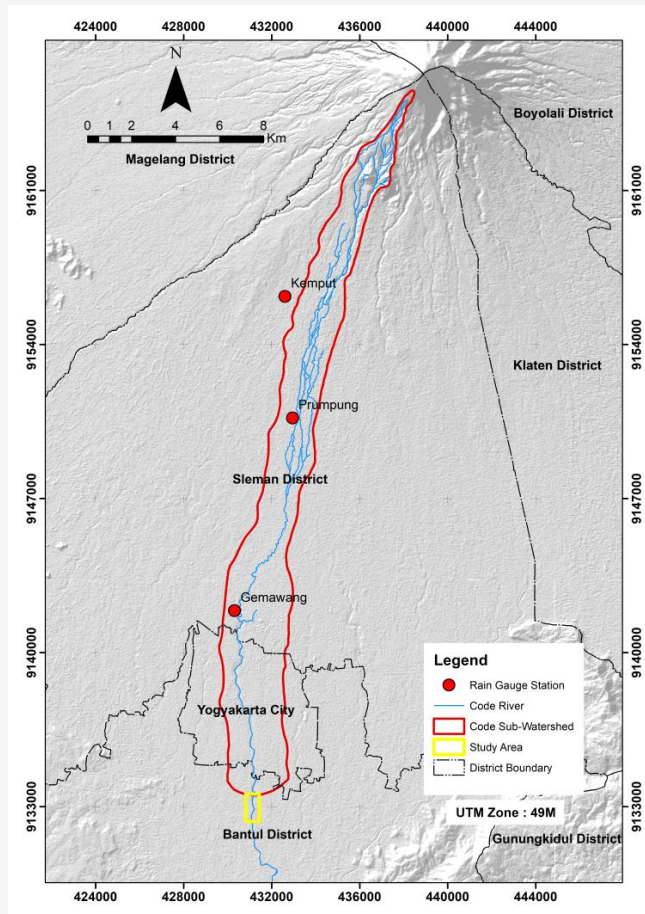 424000 428000 432000 436000 440000 444000
N
0 1 2 4 6 8
Km
Magelang District
Boyolali District
9161000 9161000
Kemput
9154000 9154000
Klaten District
Prumpung
Sleman District
9147000 9147000
Gemawang
9140000 9140000
Legend
Rain Gauge Station
Code River
Code Sub-Watershed
Study Area
District Boundary
Yogyakarta City
9133000 9133000
UTM Zone : 49M
Bantul District
Gunungkidul District
424000 428000 432000 436000 440000 444000